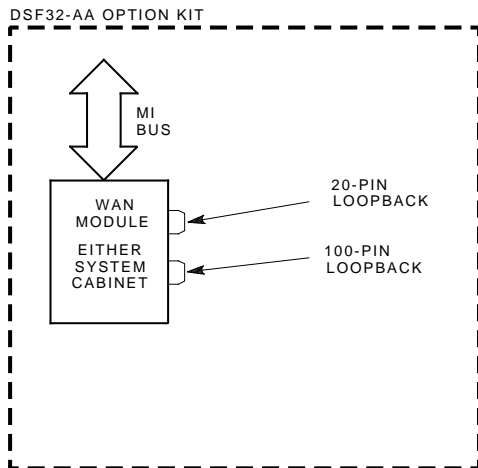 DSF32-AA OPTION KIT
MI
BUS
WAN
MODULE
EITHER
SYSTEM
CABINET
20-PIN
LOOPBACK
100-PIN
LOOPBACK